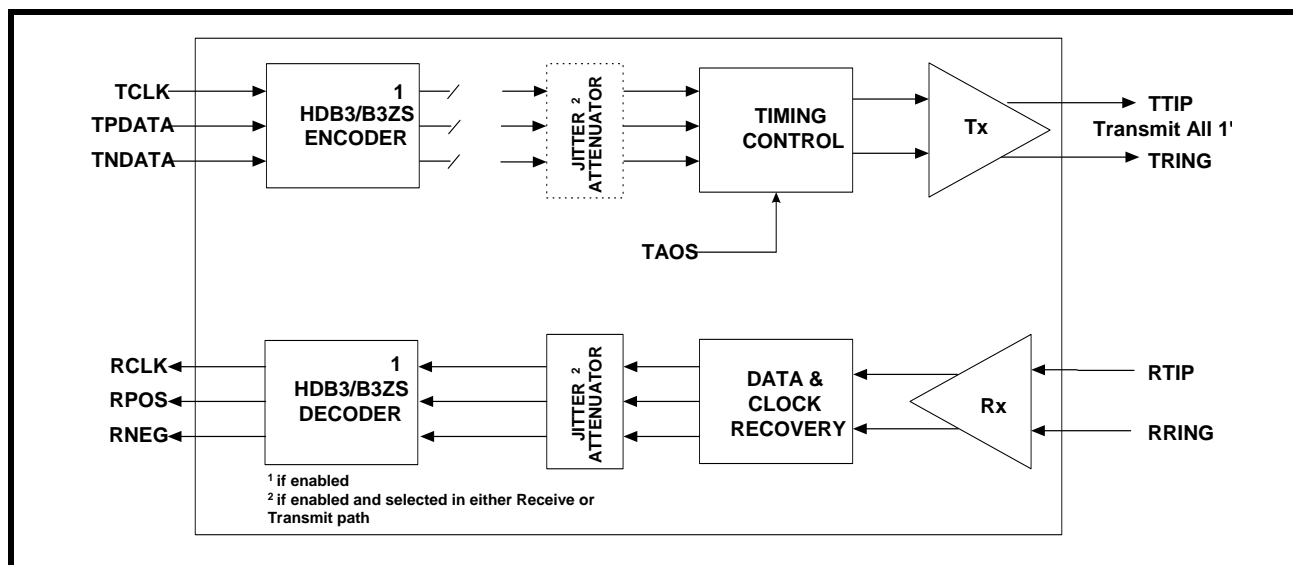 TCLK
TPDATA
TNDATA
1
HDB3/B3ZS
ENCODER
JITTER 2
ATTENUATOR
TIMING
CONTROL
Tx
TTIP
Transmit All 1'
TRING
TAOS
RCLK
RPOS
RNEG
1
HDB3/B3ZS
DECODER
JITTER 2
ATTENUATOR
DATA &
CLOCK
RECOVERY
Rx
RTIP
RRING
1 if enabled
2 if enabled and selected in either Receive or
Transmit path